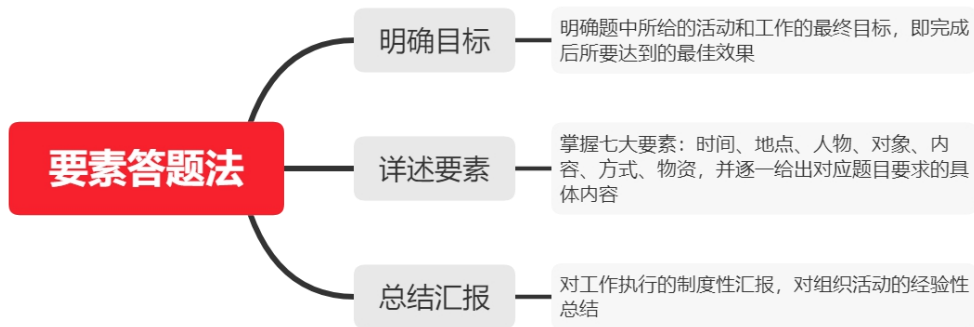 要素答题法
明确目标
明确题中所给的活动和工作的最终目标，即完成
后所要达到的最佳效果
详述要素
掌握七大要素：时间、地点、人物、对象、内
容、方式、物资，并逐一给出对应题目要求的具
体内容
总结汇报
对工作执行的制度性汇报，对组织活动的经验性
总结